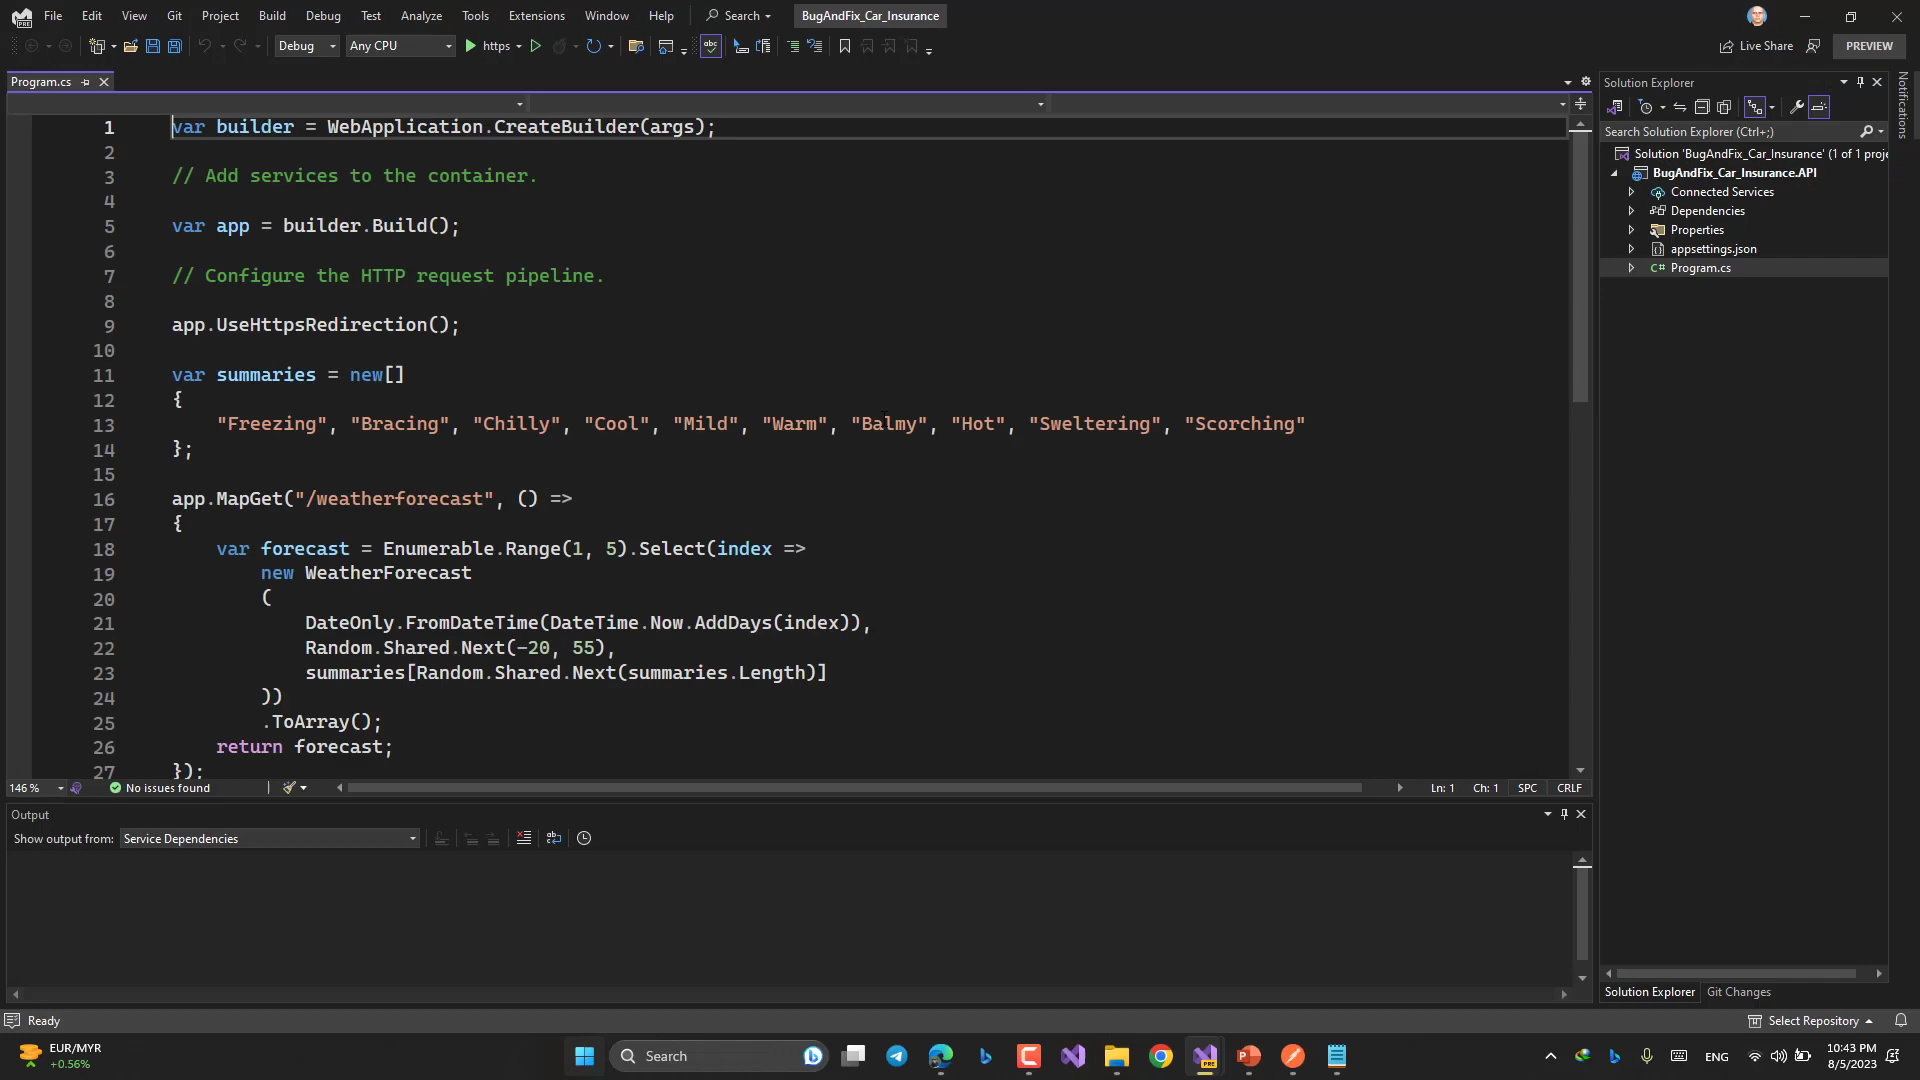 File Edit View Git Project Build Debug Test Analyze Tools Extensions Window Help Search BugAndFix_Car_Insurance
Debug Any CPU https Live Share PREVIEW
Program.cs
1 var builder = WebApplication.CreateBuilder(args);
2
3 // Add services to the container.
4
5 var app = builder.Build();
6
7 // Configure the HTTP request pipeline.
8
9 app.UseHttpsRedirection();
10
11 var summaries = new[]
12 {
13 "Freezing", "Bracing", "Chilly", "Cool", "Mild", "Warm", "Balmy", "Hot", "Sweltering", "Scorching"
14 };
15
16 app.MapGet("/weatherforecast", () =>
17 {
18 var forecast = Enumerable.Range(1, 5).Select(index =>
19 new WeatherForecast
20 (
21 DateOnly.FromDateTime(DateTime.Now.AddDays(index)),
22 Random.Shared.Next(-20, 55),
23 summaries[Random.Shared.Next(summaries.Length)]
24 ))
25 .ToArray();
26 return forecast;
27 });
146 % No issues found Ln: 1 Ch: 1 SPC CRLF
Output
Show output from: Service Dependencies
Solution Explorer
Search Solution Explorer (Ctrl+;)
Solution 'BugAndFix_Car_Insurance' (1 of 1 proje
BugAndFix_Car_Insurance.API
Connected Services
Dependencies
Properties
appsettings.json
C# Program.cs
Solution Explorer Git Changes
Notifications
Ready Select Repository
EUR/MYR
+0.56%
Search
ENG
10:43 PM
8/5/2023